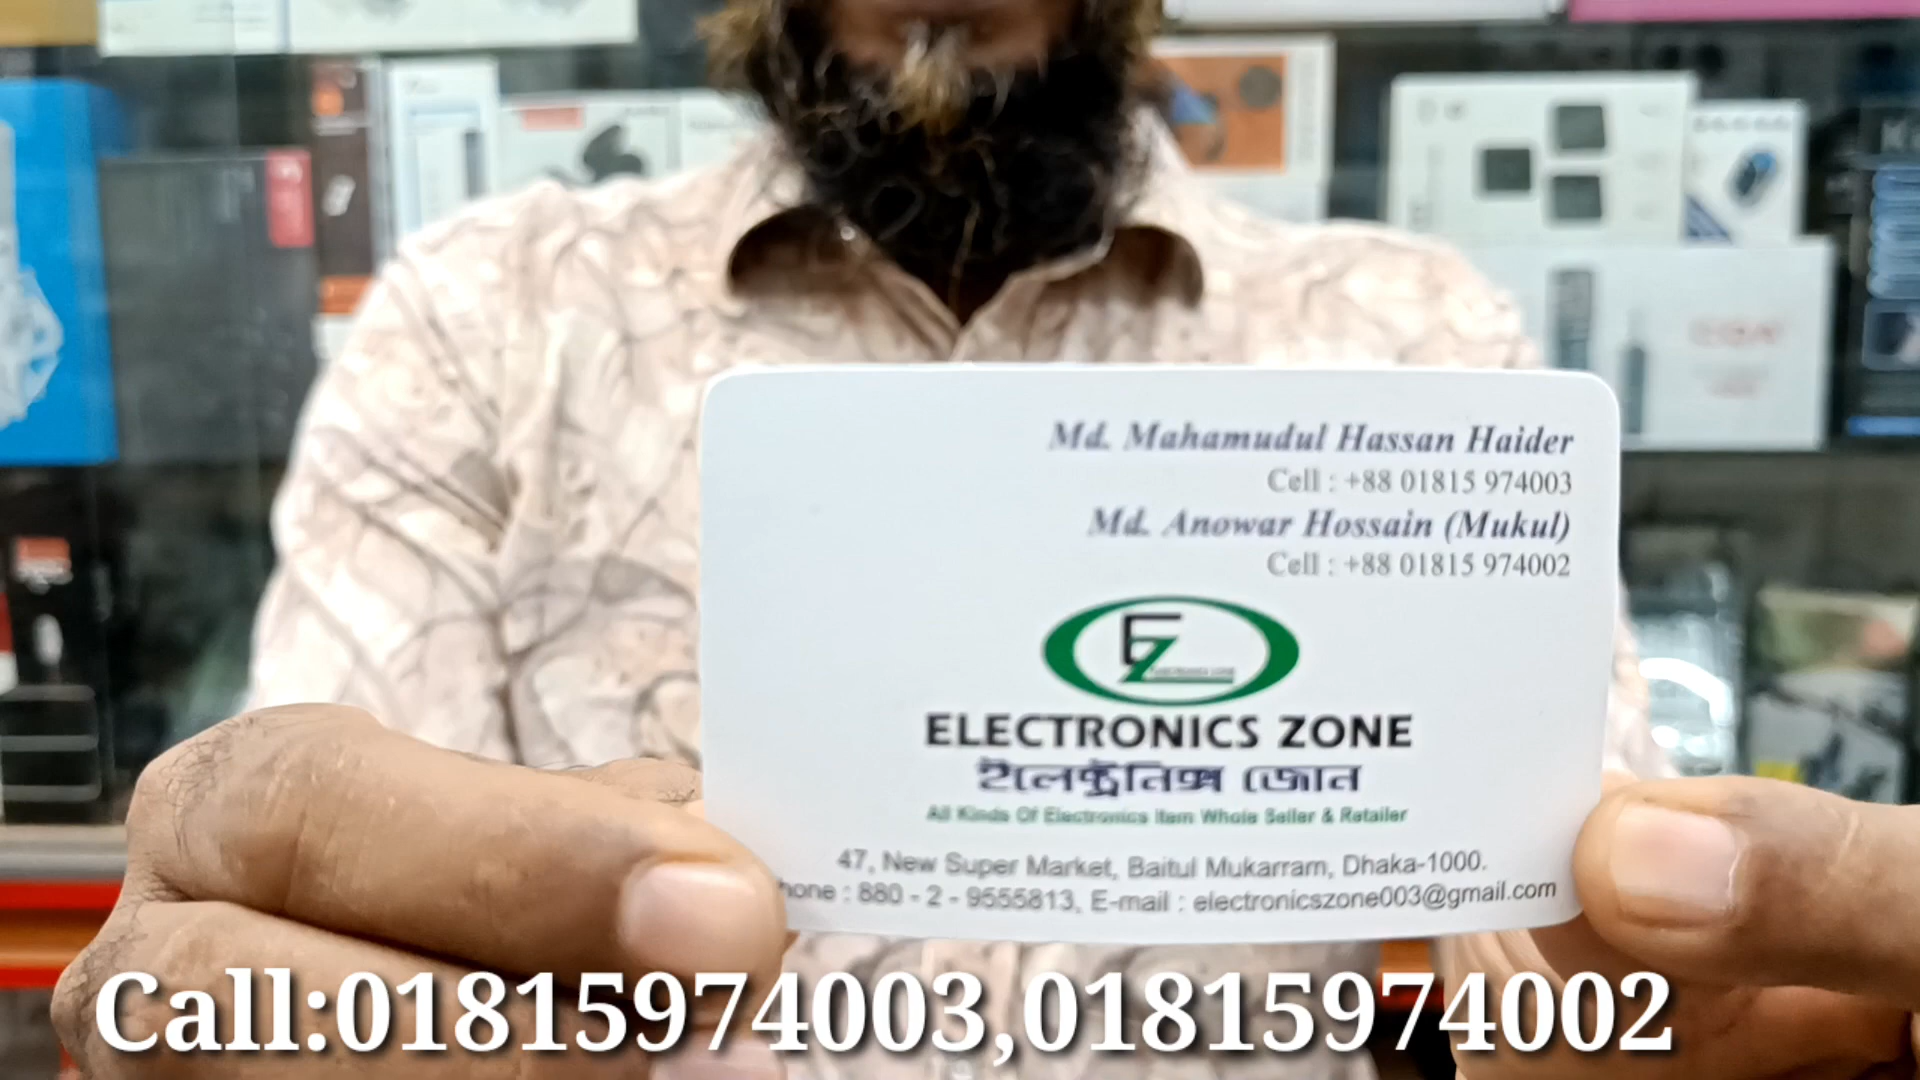 Md. Mahamudul Hassan Haider
Cell : +88 01815 974003
Md. Anowar Hossain (Mukul)
Cell : +88 01815 974002
EZ
ELECTRONICS ZONE
ইলেক্ট্রনিক্স জোন
All Kinds Of Electronics Item Whole Seller & Retailer
47, New Super Market, Baitul Mukarram, Dhaka-1000.
hone : 880 - 2 - 9555813, E-mail : electronicszone003@gmail.com
Call:01815974003,01815974002